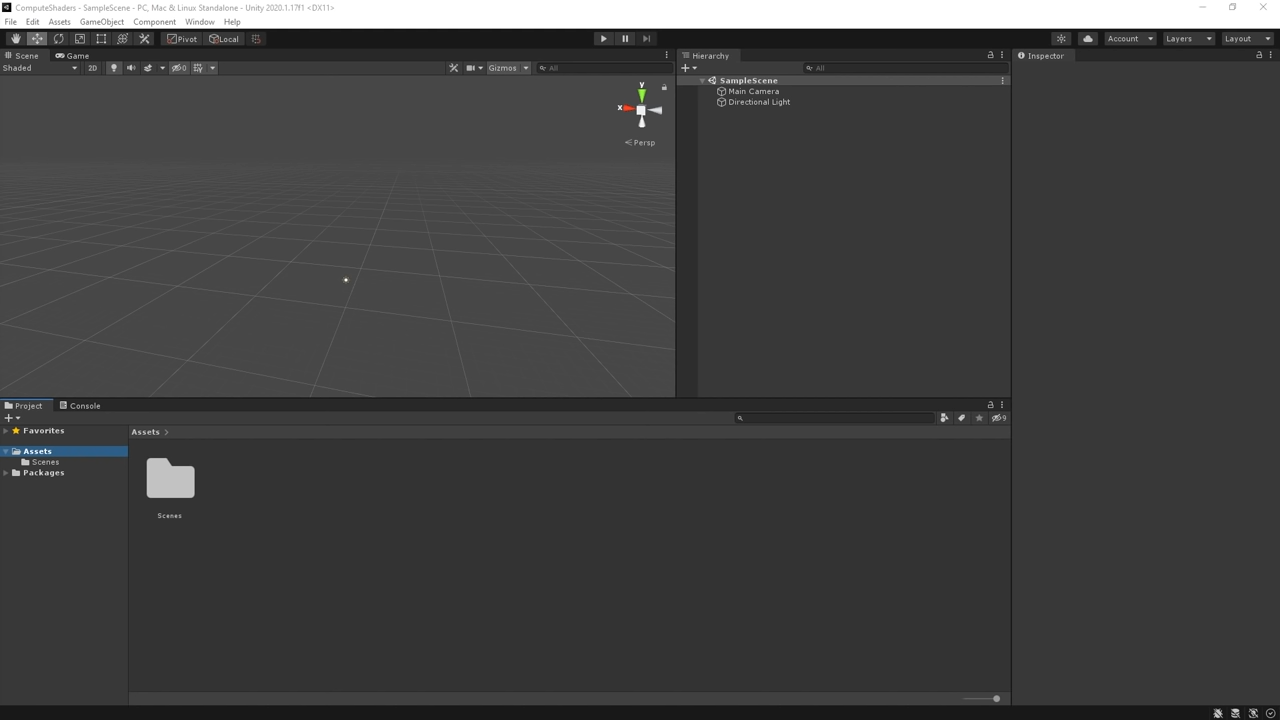 ComputeShaders - SampleScene - PC, Mac & Linux Standalone - Unity 2020.1.17f1 <DX11>
File Edit Assets GameObject Component Window Help
Pivot Local Account Layers Layout
Scene Game
Shaded 2D 0 Gizmos All
y
x
Persp
Hierarchy
All
SampleScene
Main Camera
Directional Light
Inspector
Project Console
9
Favorites
Assets
Scenes
Packages
Assets >
Scenes